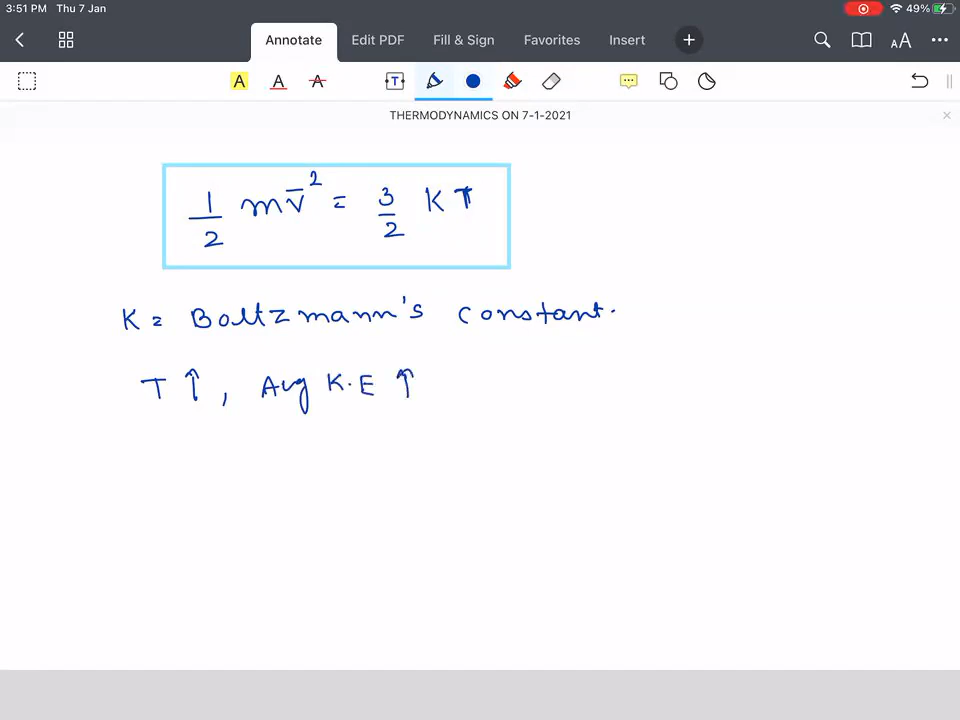 3:51 PM Thu 7 Jan 49%
Annotate Edit PDF Fill & Sign Favorites Insert + AA
A A A T
THERMODYNAMICS ON 7-1-2021 ×
1/2 mv̄² = 3/2 KT
K = Boltzmann's constant.
T ↑, Avg K.E ↑